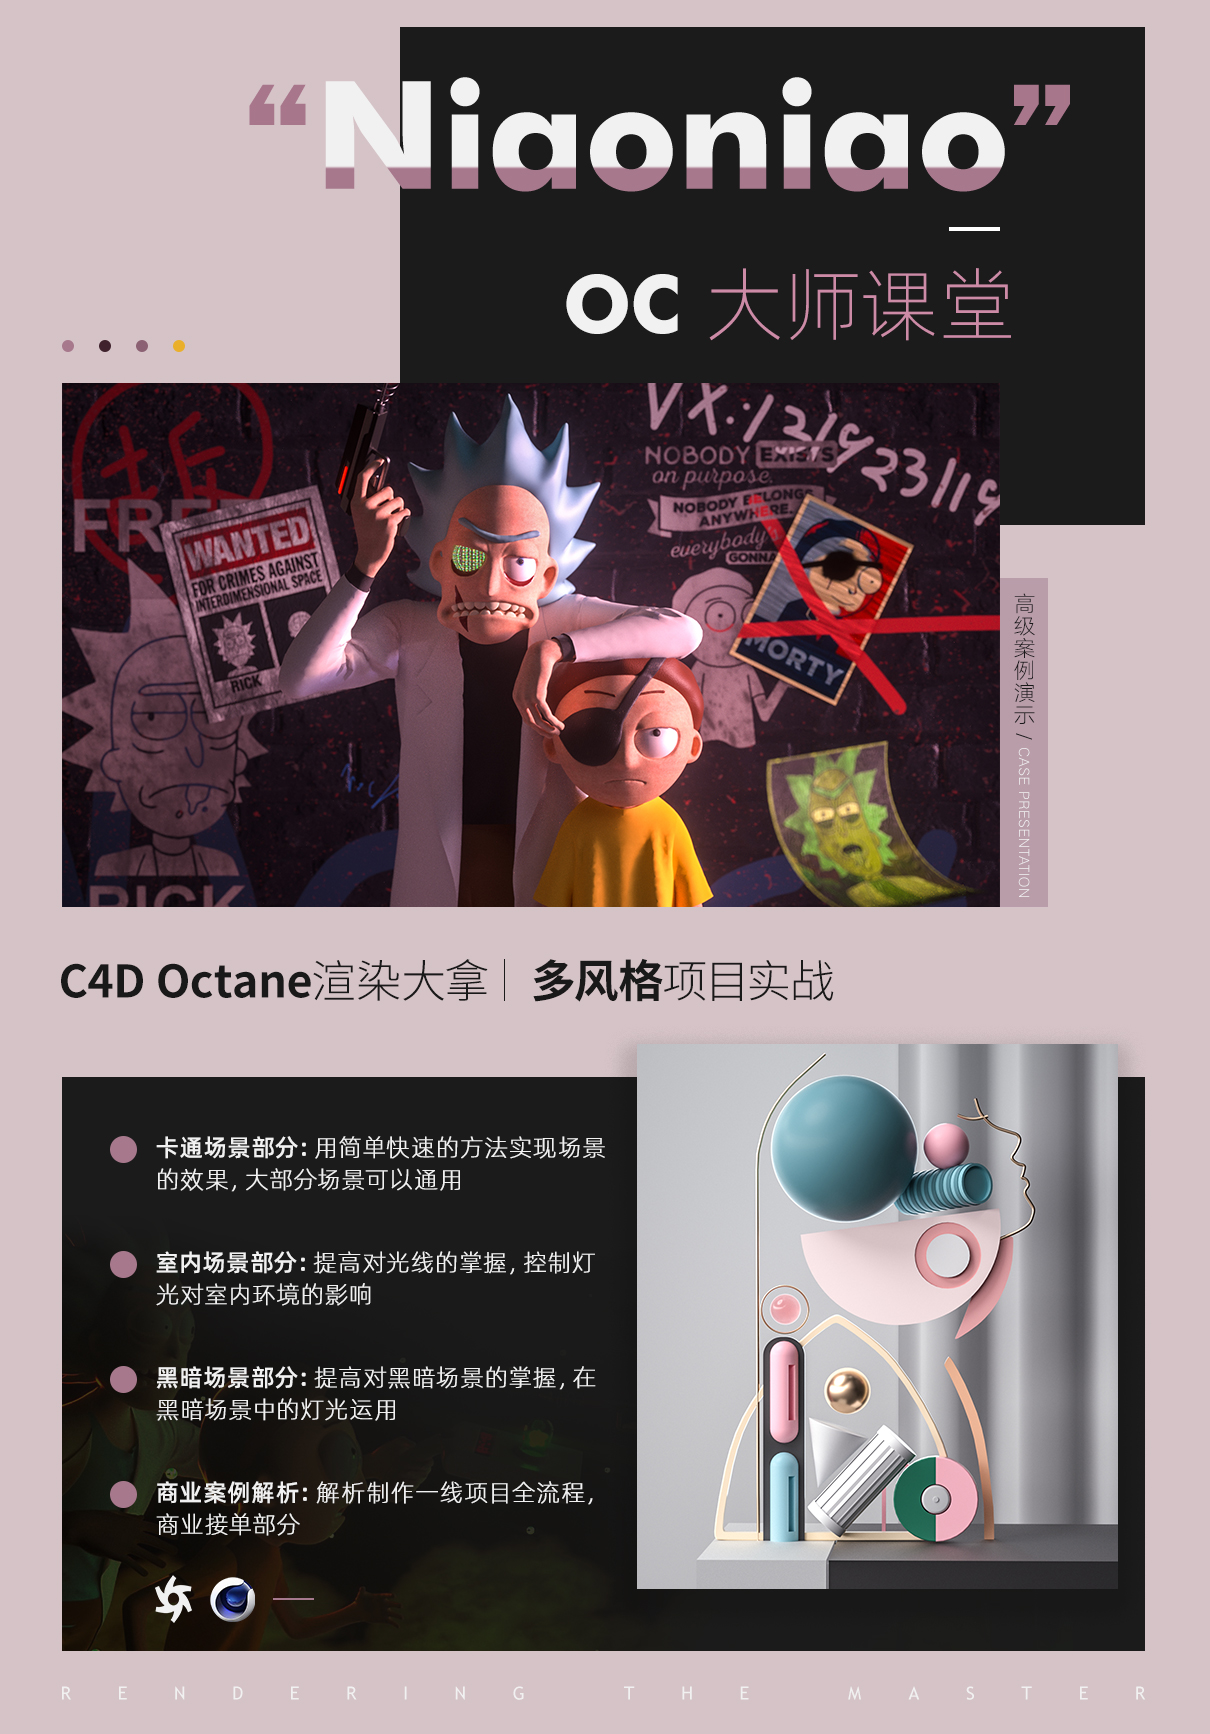 “Niaoniao”
OC 大师课堂
拆
FRE
WANTED
FOR CRIMES AGAINST
INTERDIMENSIONAL SPACE
RICK
VX:/
NOBODY EXISTS
on purpose.
NOBODY BELONGS
ANYWHERE.
everybody's
GONNA
MORTY
RICK
高级案例演示 / CASE PRESENTATION
C4D Octane渲染大拿｜多风格项目实战
卡通场景部分：用简单快速的方法实现场景
的效果，大部分场景可以通用
室内场景部分：提高对光线的掌握，控制灯
光对室内环境的影响
黑暗场景部分：提高对黑暗场景的掌握，在
黑暗场景中的灯光运用
商业案例解析：解析制作一线项目全流程，
商业接单部分
RENDERING THE MASTER